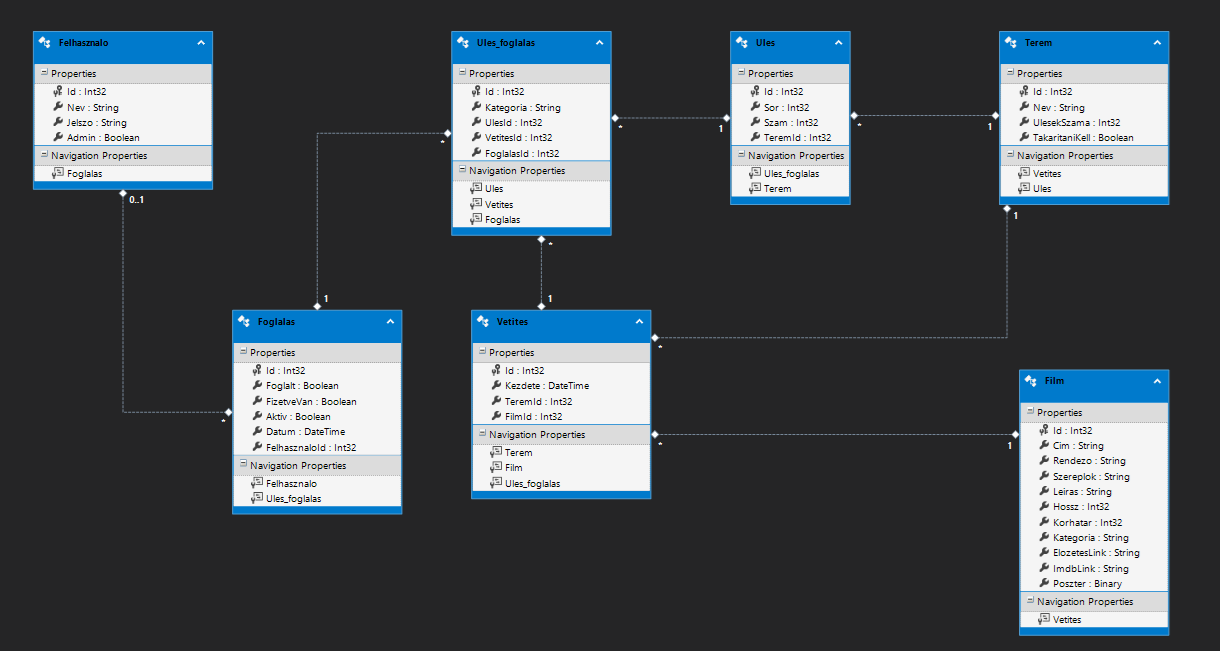 Felhasznalo
Properties
Id : Int32
Nev : String
Jelszo : String
Admin : Boolean
Navigation Properties
Foglalas
0..1
*
Ules_foglalas
Properties
Id : Int32
Kategoria : String
UlesId : Int32
VetitesId : Int32
FoglalasId : Int32
Navigation Properties
Ules
Vetites
Foglalas
*
*
*
1
Ules
Properties
Id : Int32
Sor : Int32
Szam : Int32
TeremId : Int32
Navigation Properties
Ules_foglalas
Terem
*
1
Terem
Properties
Id : Int32
Nev : String
UlesekSzama : Int32
TakaritaniKell : Boolean
Navigation Properties
Vetites
Ules
1
1
Foglalas
Properties
Id : Int32
Foglalt : Boolean
FizetveVan : Boolean
Aktiv : Boolean
Datum : DateTime
FelhasznaloId : Int32
Navigation Properties
Felhasznalo
Ules_foglalas
1
Vetites
Properties
Id : Int32
Kezdete : DateTime
TeremId : Int32
FilmId : Int32
Navigation Properties
Terem
Film
Ules_foglalas
*
*
1
Film
Properties
Id : Int32
Cim : String
Rendezo : String
Szereplok : String
Leiras : String
Hossz : Int32
Korhatar : Int32
Kategoria : String
ElozetesLink : String
ImdbLink : String
Poszter : Binary
Navigation Properties
Vetites